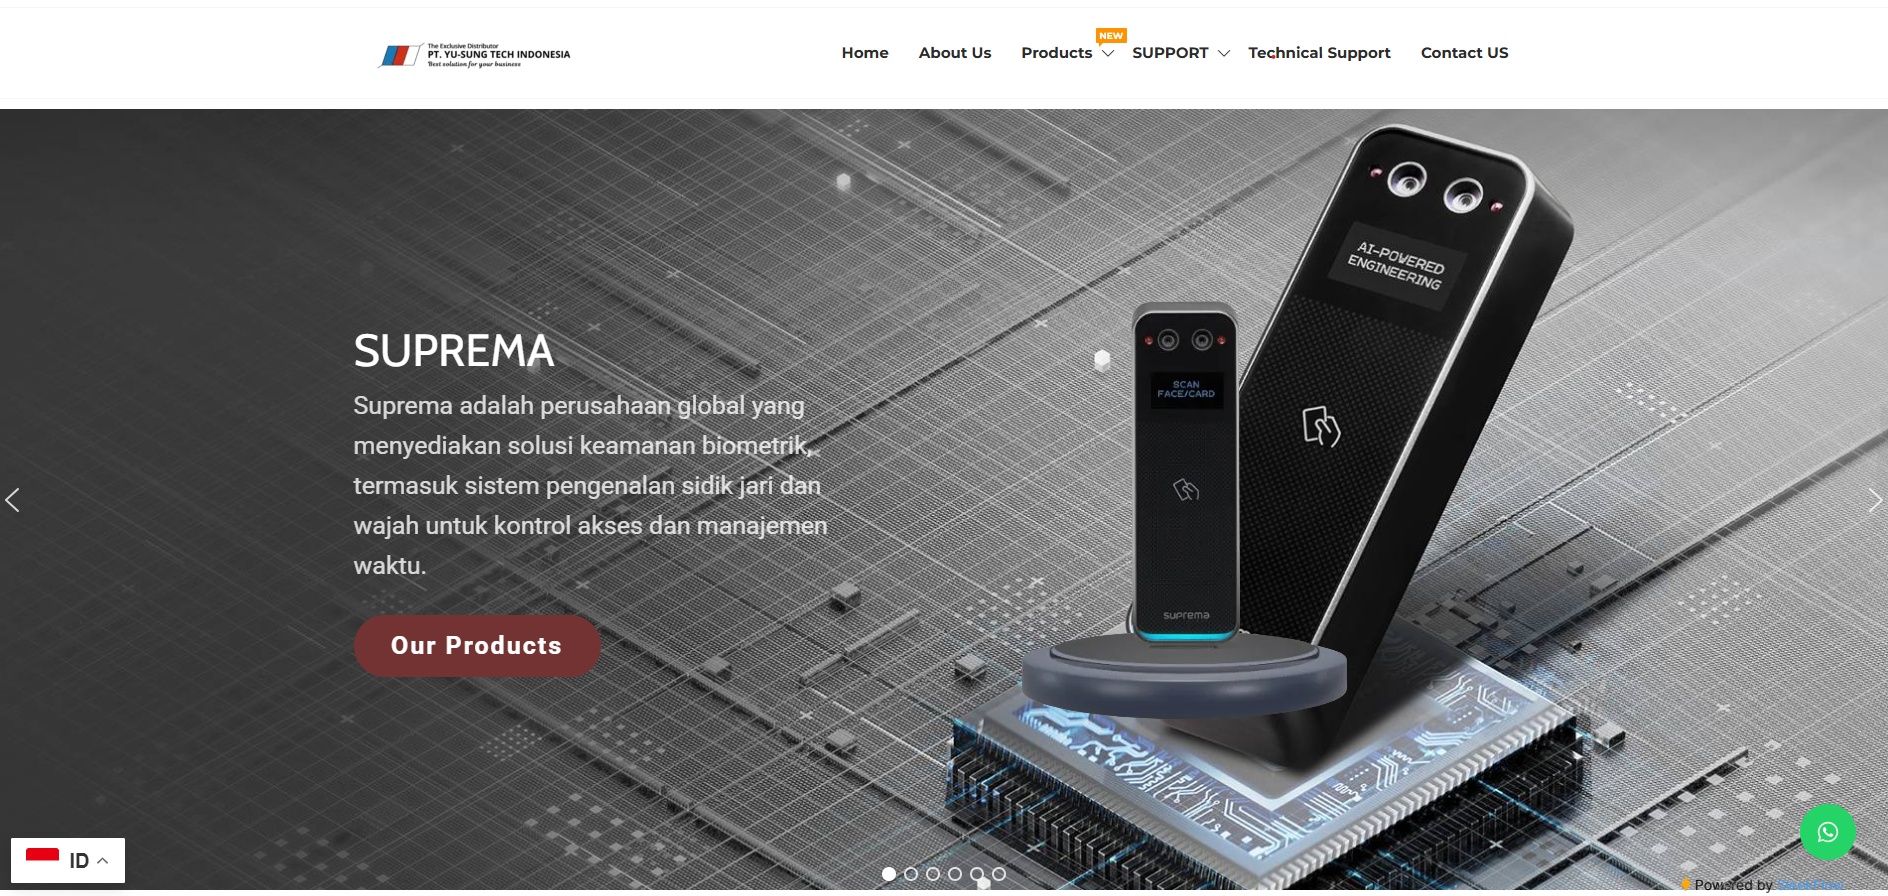 The Exclusive Distributor
PT. YU-SUNG TECH INDONESIA
Best solution for your business
Home
About Us
Products
NEW
SUPPORT
Technical Support
Contact US
AI-POWERED
ENGINEERING
SCAN
FACE/CARD
suprema
SUPREMA
Suprema adalah perusahaan global yang
menyediakan solusi keamanan biometrik,
termasuk sistem pengenalan sidik jari dan
wajah untuk kontrol akses dan manajemen
waktu.
Our Products
ID
Powered by